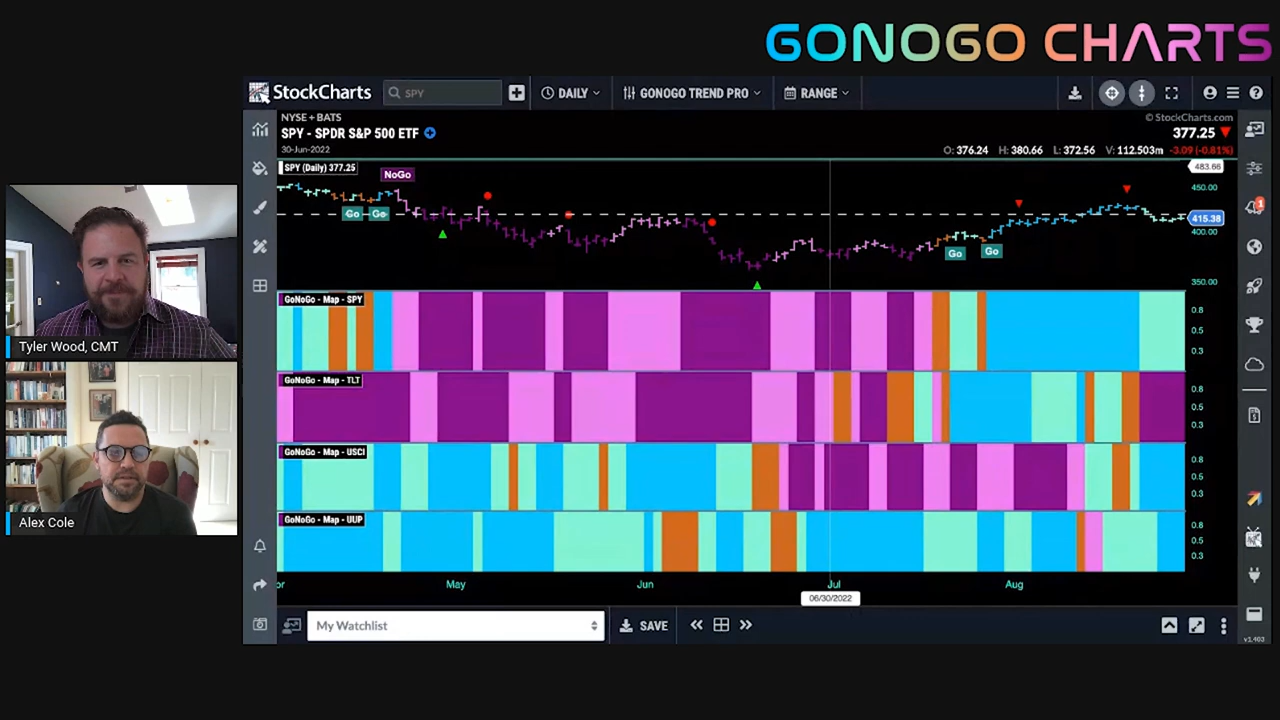 GONOGO CHARTS
StockCharts
SPY
DAILY
GONOGO TREND PRO
RANGE
NYSE + BATS
© StockCharts.com
SPY - SPDR S&P 500 ETF
377.25
30-Jun-2022
O: 376.24 H: 380.66 L: 372.56 V: 112.503m -3.09 (-0.81%)
SPY (Daily) 377.25
483.66
NoGo
450.00
Go
Go
415.38
400.00
Go
Go
350.00
GoNoGo - Map - SPY
0.8
0.5
0.3
GoNoGo - Map - TLT
0.8
0.5
0.3
GoNoGo - Map - USCI
0.8
0.5
0.3
GoNoGo - Map - UUP
0.8
0.5
0.3
or
May
Jun
Jul
Aug
06/30/2022
My Watchlist
SAVE
v1.403
1
Tyler Wood, CMT
Alex Cole